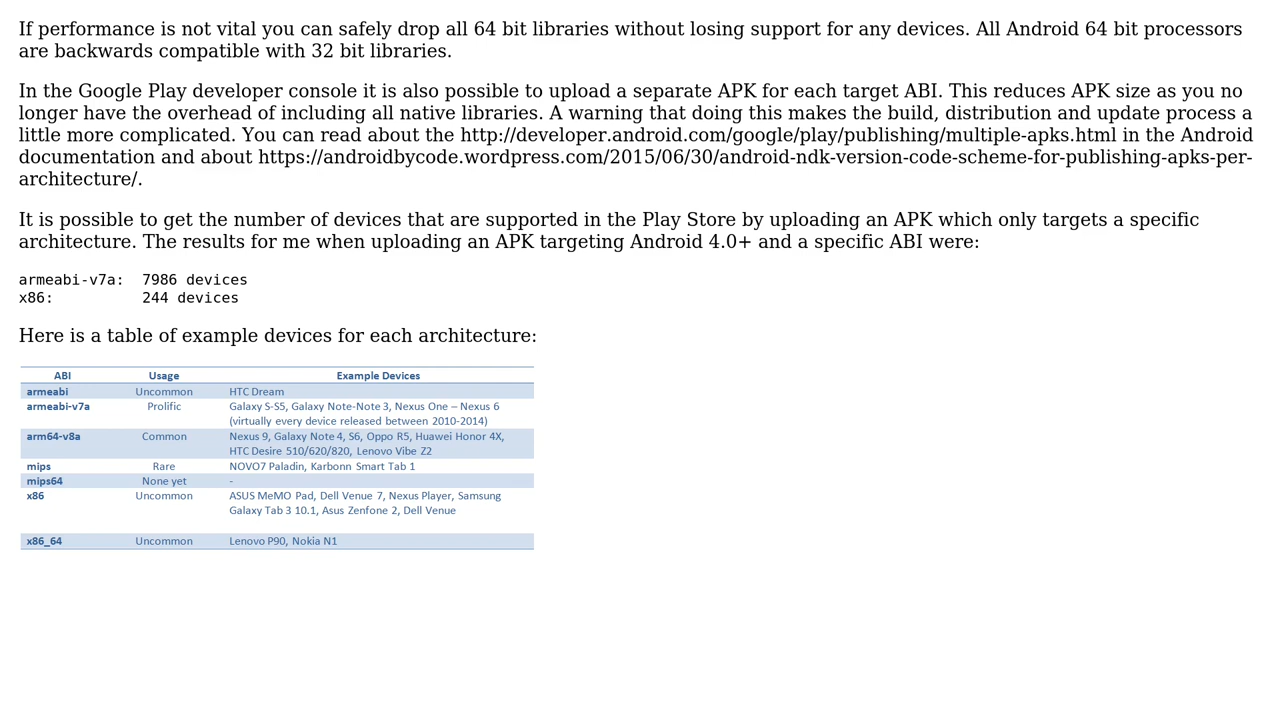 If performance is not vital you can safely drop all 64 bit libraries without losing support for any devices. All Android 64 bit processors
are backwards compatible with 32 bit libraries.
In the Google Play developer console it is also possible to upload a separate APK for each target ABI. This reduces APK size as you no
longer have the overhead of including all native libraries. A warning that doing this makes the build, distribution and update process a
little more complicated. You can read about the http://developer.android.com/google/play/publishing/multiple-apks.html in the Android
documentation and about https://androidbycode.wordpress.com/2015/06/30/android-ndk-version-code-scheme-for-publishing-apks-per-
architecture/.
It is possible to get the number of devices that are supported in the Play Store by uploading an APK which only targets a specific
architecture. The results for me when uploading an APK targeting Android 4.0+ and a specific ABI were:
armeabi-v7a: 7986 devices
x86: 244 devices
Here is a table of example devices for each architecture:
ABI Usage Example Devices
armeabi Uncommon HTC Dream
armeabi-v7a Prolific Galaxy S-S5, Galaxy Note-Note 3, Nexus One – Nexus 6
(virtually every device released between 2010-2014)
arm64-v8a Common Nexus 9, Galaxy Note 4, S6, Oppo R5, Huawei Honor 4X,
HTC Desire 510/620/820, Lenovo Vibe Z2
mips Rare NOVO7 Paladin, Karbonn Smart Tab 1
mips64 None yet -
x86 Uncommon ASUS MeMO Pad, Dell Venue 7, Nexus Player, Samsung
Galaxy Tab 3 10.1, Asus Zenfone 2, Dell Venue
x86_64 Uncommon Lenovo P90, Nokia N1